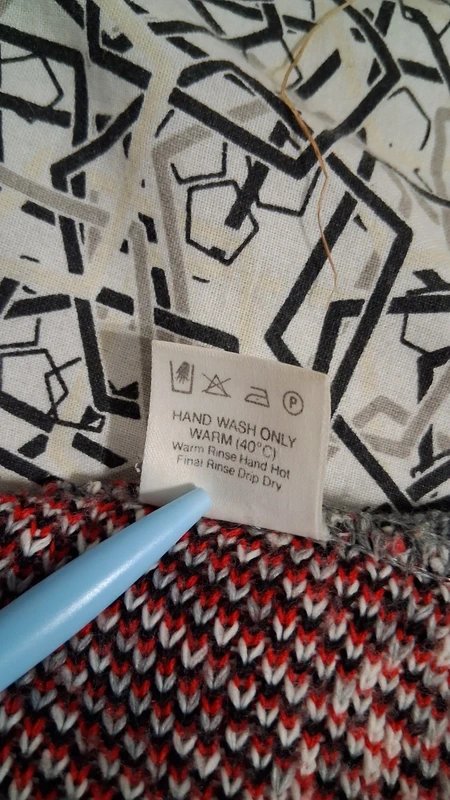 P
HAND WASH ONLY
WARM (40°C)
Warm Rinse Hand Hot
Final Rinse Drip Dry